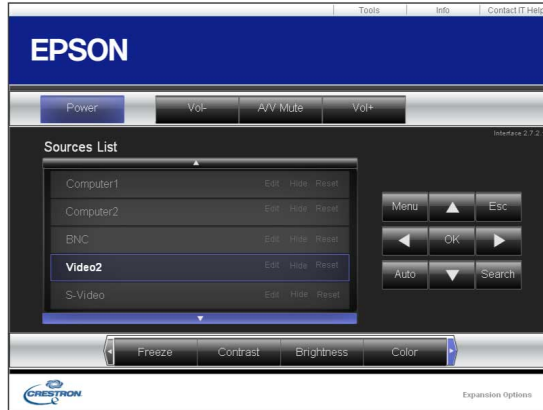 Tools Info Contact IT Help
EPSON
Power Vol- A/V Mute Vol+
Interface 2.7.2
Sources List
Computer1 Edit Hide Reset
Computer2 Edit Hide Reset
BNC Edit Hide Reset
Video2 Edit Hide Reset
S-Video Edit Hide Reset
Menu Esc
OK
Auto Search
Freeze Contrast Brightness Color
CRESTRON
Expansion Options